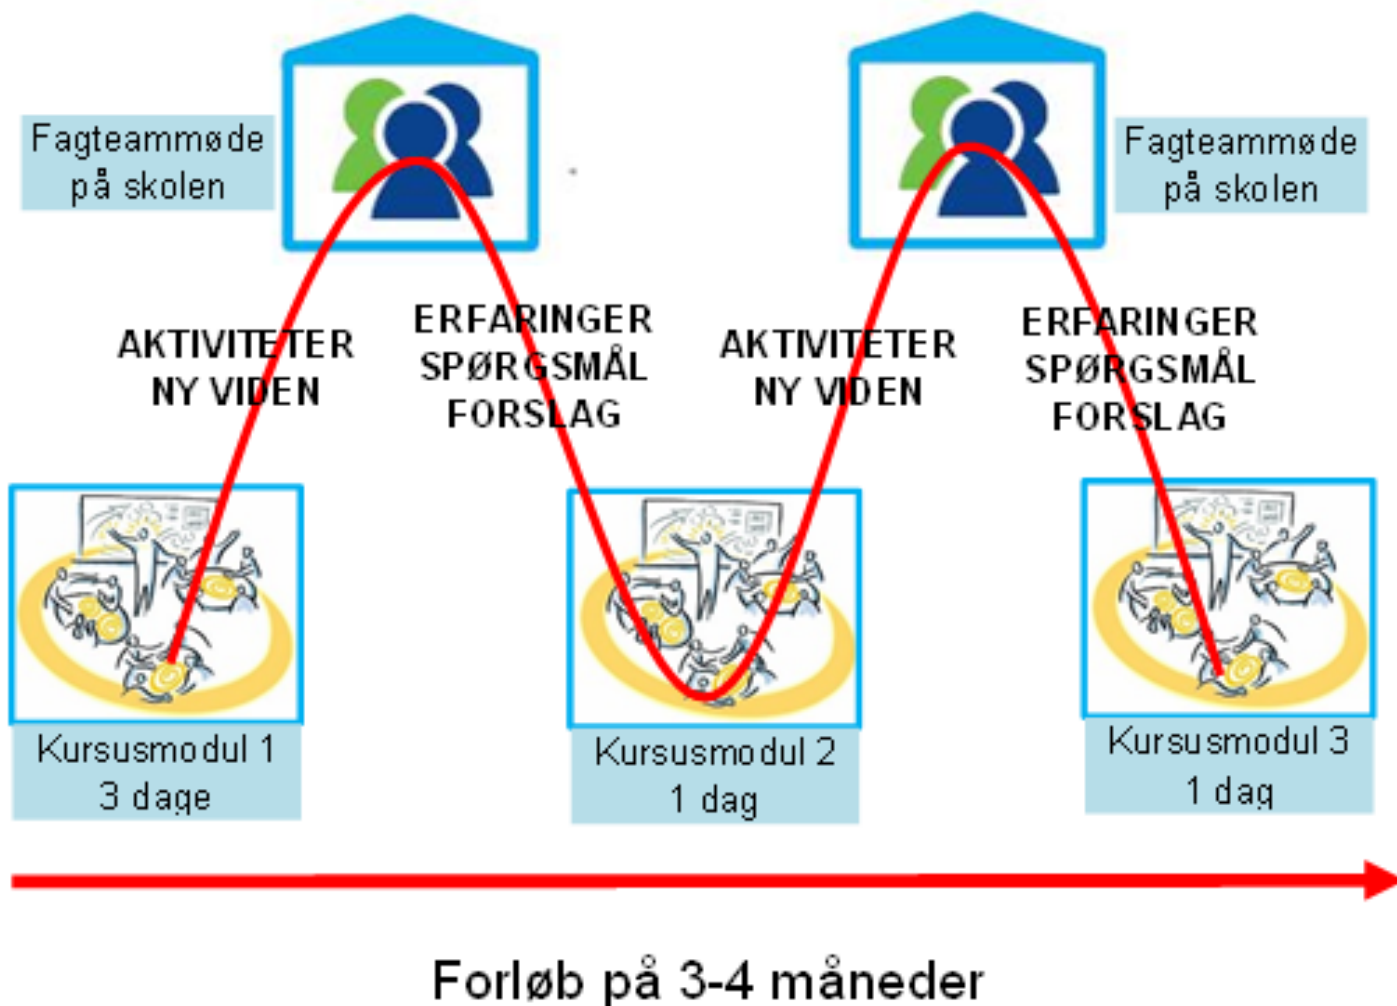 Fagteammøde
på skolen
Fagteammøde
på skolen
AKTIVITETER
NY VIDEN
ERFARINGER
SPØRGSMÅL
FORSLAG
AKTIVITETER
NY VIDEN
ERFARINGER
SPØRGSMÅL
FORSLAG
Kursusmodul 1
3 dage
Kursusmodul 2
1 dag
Kursusmodul 3
1 dag
Forløb på 3-4 måneder